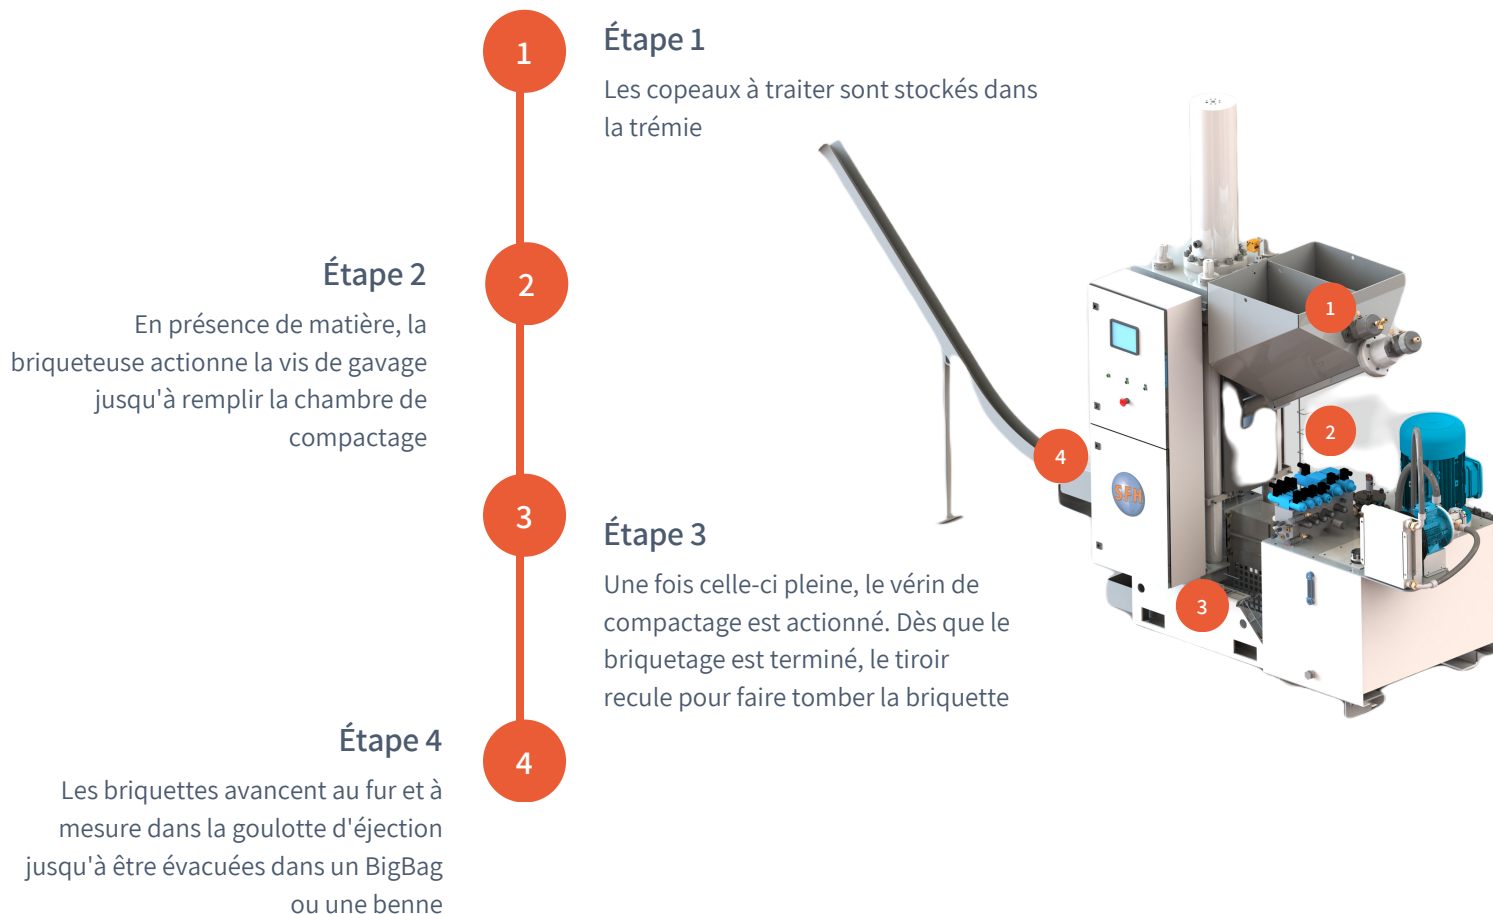 1
Étape 1
Les copeaux à traiter sont stockés dans
la trémie
2
Étape 2
En présence de matière, la
briqueteuse actionne la vis de gavage
jusqu'à remplir la chambre de
compactage
3
Étape 3
Une fois celle-ci pleine, le vérin de
compactage est actionné. Dès que le
briquetage est terminé, le tiroir
recule pour faire tomber la briquette
4
Étape 4
Les briquettes avancent au fur et à
mesure dans la goulotte d'éjection
jusqu'à être évacuées dans un BigBag
ou une benne
1
2
4
SFH
3